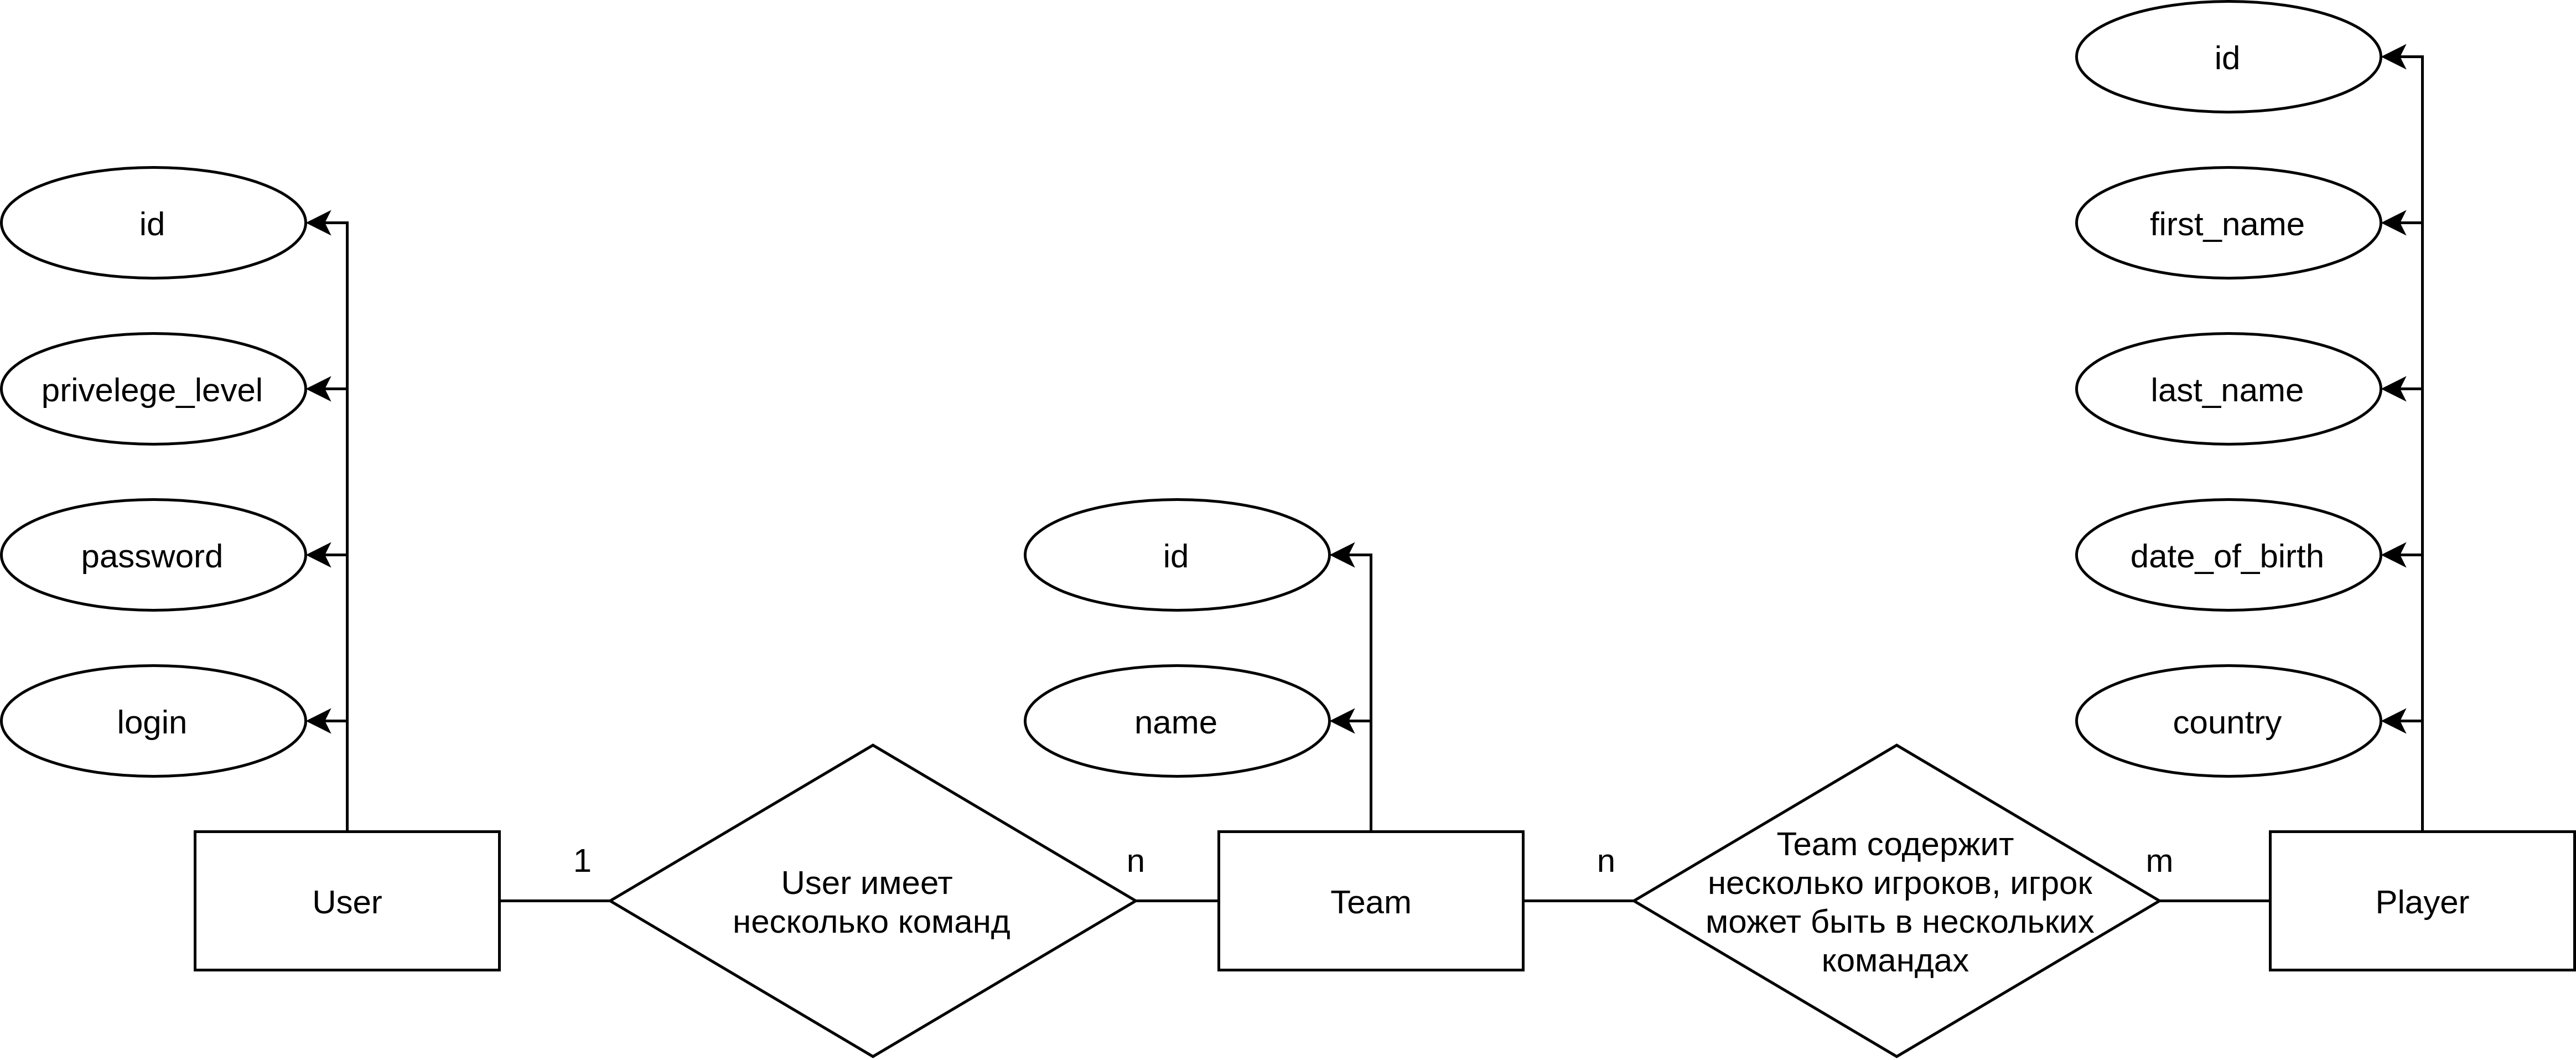 id
privelege_level
password
login
User
1
User имеет
несколько команд
n
id
name
Team
n
Team содержит
несколько игроков, игрок
может быть в нескольких
командах
m
id
first_name
last_name
date_of_birth
country
Player